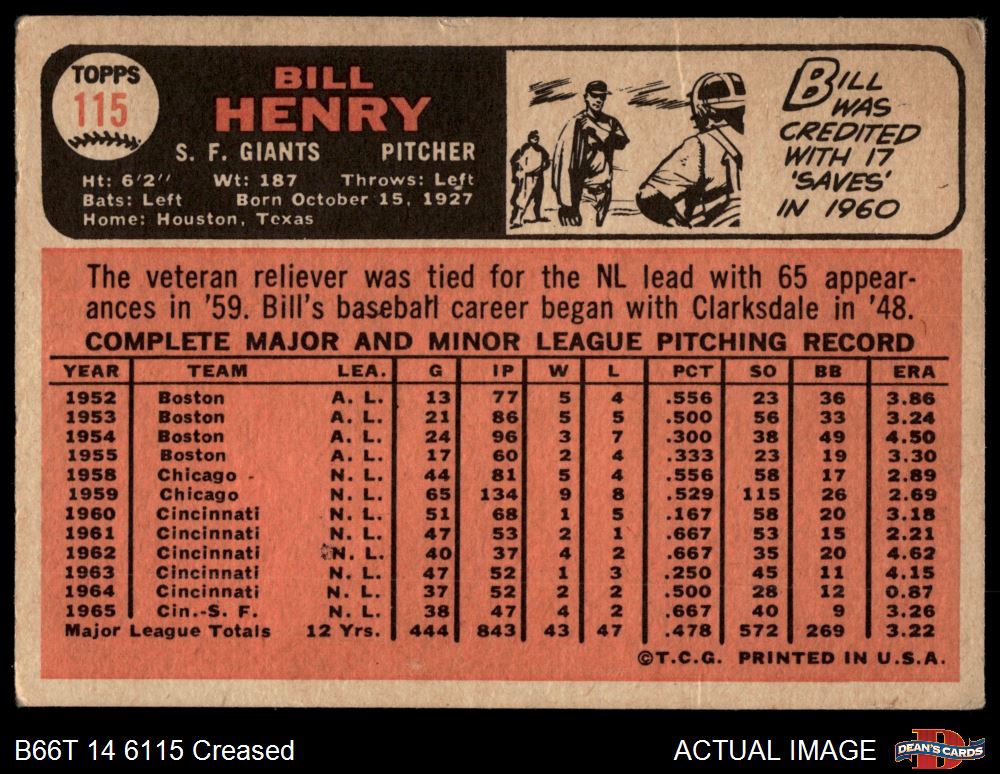 TOPPS
115
BILL
HENRY
S. F. GIANTS PITCHER
Ht: 6'2" Wt: 187 Throws: Left
Bats: Left Born October 15, 1927
Home: Houston, Texas
BILL
WAS
CREDITED
WITH 17
'SAVES'
IN 1960
The veteran reliever was tied for the NL lead with 65 appear-
ances in '59. Bill's baseball career began with Clarksdale in '48.
COMPLETE MAJOR AND MINOR LEAGUE PITCHING RECORD
YEAR TEAM LEA. G IP W L PCT SO BB ERA
1952 Boston A. L. 13 77 5 4 .556 23 36 3.86
1953 Boston A. L. 21 86 5 5 .500 56 33 3.24
1954 Boston A. L. 24 96 3 7 .300 38 49 4.50
1955 Boston A. L. 17 60 2 4 .333 23 19 3.30
1958 Chicago N. L. 44 81 5 4 .556 58 17 2.89
1959 Chicago N. L. 65 134 9 8 .529 115 26 2.69
1960 Cincinnati N. L. 51 68 1 5 .167 58 20 3.18
1961 Cincinnati N. L. 47 53 2 1 .667 53 15 2.21
1962 Cincinnati N. L. 40 37 4 2 .667 35 20 4.62
1963 Cincinnati N. L. 47 52 1 3 .250 45 11 4.15
1964 Cincinnati N. L. 37 52 2 2 .500 28 12 0.87
1965 Cin.-S. F. N. L. 38 47 4 2 .667 40 9 3.26
Major League Totals 12 Yrs. 444 843 43 47 .478 572 269 3.22
©T.C.G. PRINTED IN U.S.A.
B66T 14 6115 Creased ACTUAL IMAGE
DEAN'S CARDS